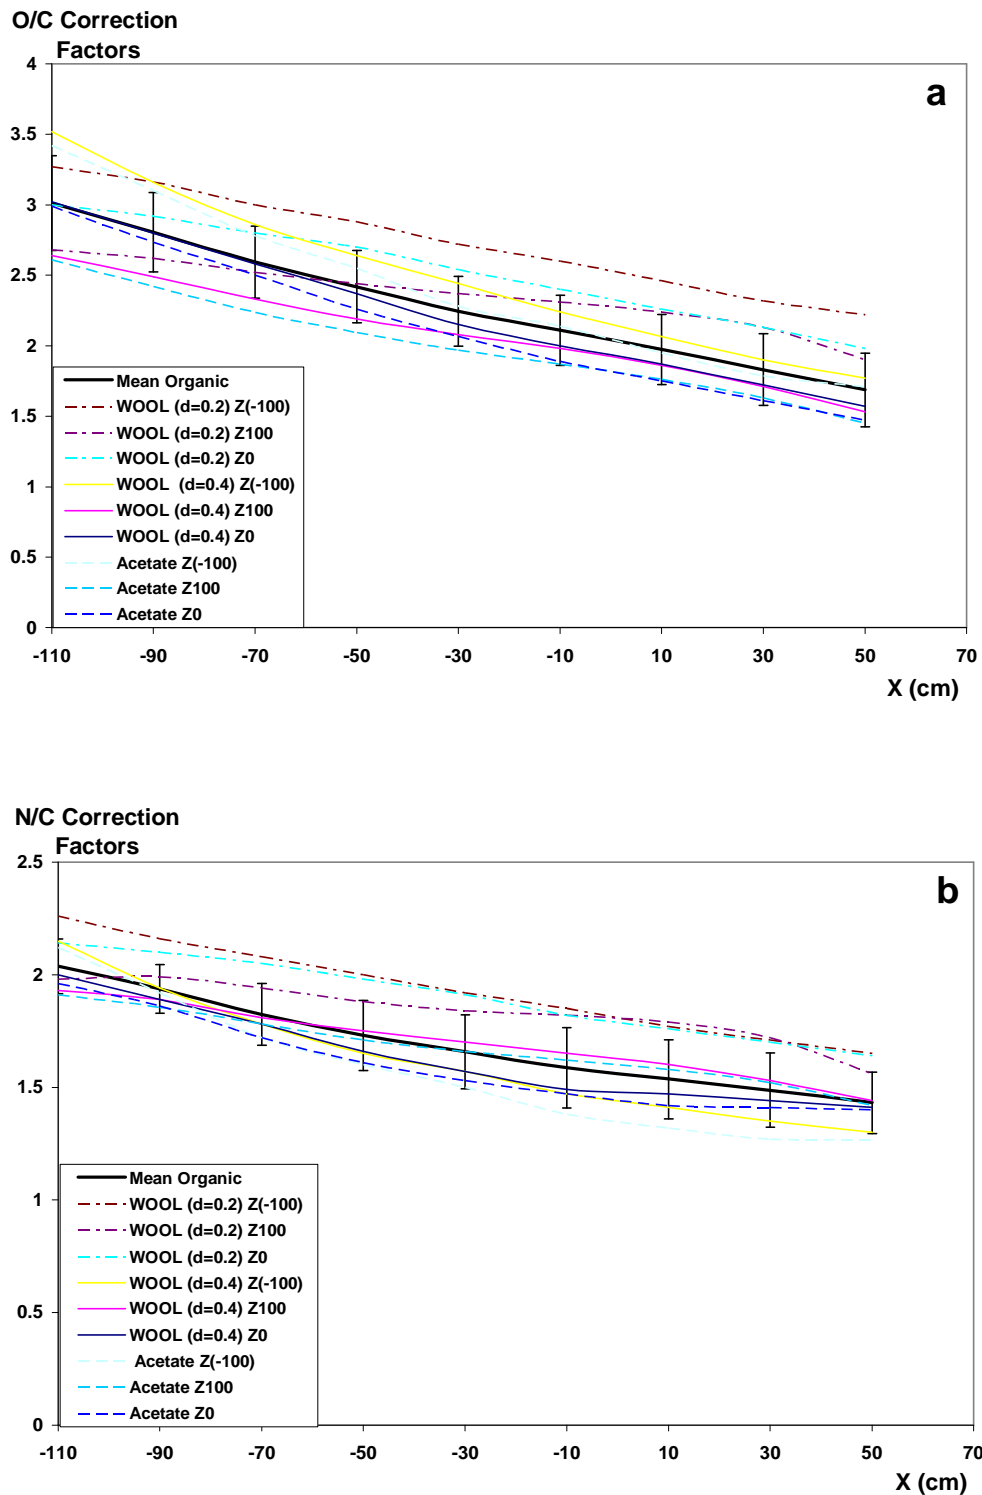 O/C Correction
Factors
a
4
3.5
3
2.5
2
1.5
1
0.5
0
Mean Organic
WOOL (d=0.2) Z(-100)
WOOL (d=0.2) Z100
WOOL (d=0.2) Z0
WOOL (d=0.4) Z(-100)
WOOL (d=0.4) Z100
WOOL (d=0.4) Z0
Acetate Z(-100)
Acetate Z100
Acetate Z0
-110 -90 -70 -50 -30 -10 10 30 50 70
X (cm)
N/C Correction
Factors
b
2.5
2
1.5
1
0.5
0
Mean Organic
WOOL (d=0.2) Z(-100)
WOOL (d=0.2) Z100
WOOL (d=0.2) Z0
WOOL (d=0.4) Z(-100)
WOOL (d=0.4) Z100
WOOL (d=0.4) Z0
Acetate Z(-100)
Acetate Z100
Acetate Z0
-110 -90 -70 -50 -30 -10 10 30 50 70
X (cm)